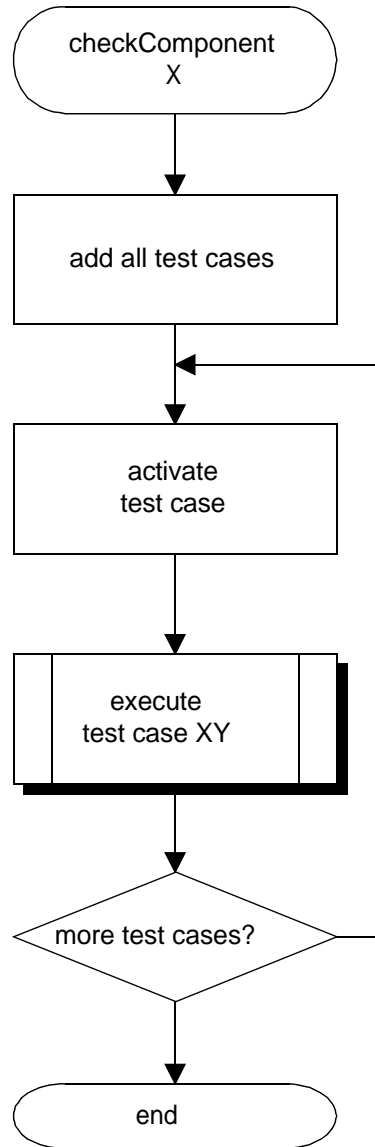 checkComponent
X
add all test cases
activate
test case
execute
test case XY
more test cases?
end